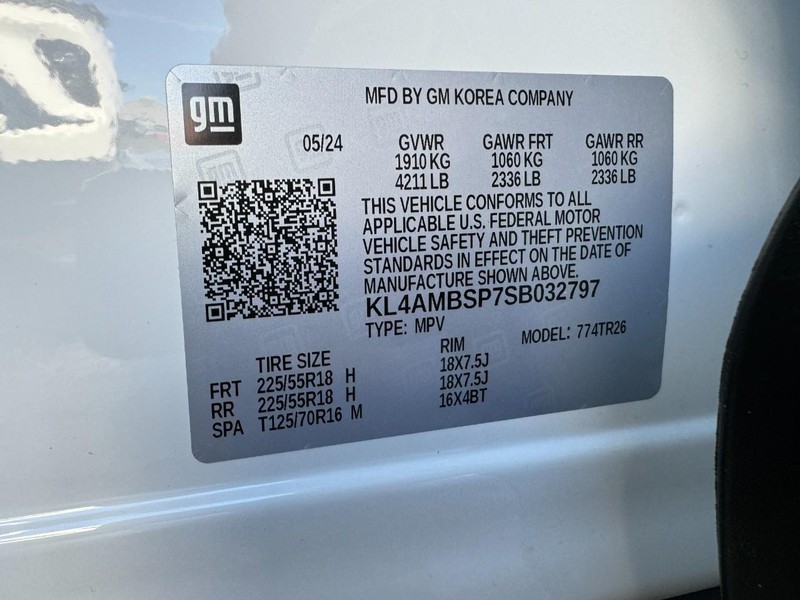 gm
MFD BY GM KOREA COMPANY
05/24
GVWR GAWR FRT GAWR RR
1910 KG 1060 KG 1060 KG
4211 LB 2336 LB 2336 LB
THIS VEHICLE CONFORMS TO ALL
APPLICABLE U.S. FEDERAL MOTOR
VEHICLE SAFETY AND THEFT PREVENTION
STANDARDS IN EFFECT ON THE DATE OF
MANUFACTURE SHOWN ABOVE.
KL4AMBSP7SB032797
TYPE: MPV MODEL: 774TR26
TIRE SIZE RIM
FRT 225/55R18 H 18X7.5J
RR 225/55R18 H 18X7.5J
SPA T125/70R16 M 16X4BT